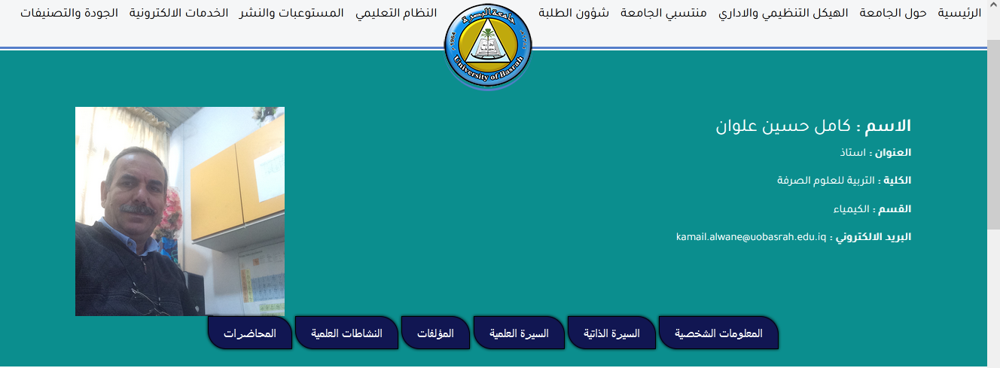 الرئيسية حول الجامعة الهيكل التنظيمي والاداري منتسبي الجامعة شؤون الطلبة النظام التعليمي المستوعبات والنشر الخدمات الالكترونية الجودة والتصنيفات
جامعة البصرة
1964
University of Basrah
الاسم : كامل حسين علوان
العنوان : استاذ
الكلية : التربية للعلوم الصرفة
القسم : الكيمياء
البريد الالكتروني : kamail.alwane@uobasrah.edu.iq
المعلومات الشخصية السيرة الذاتية السيرة العلمية المؤلفات النشاطات العلمية المحاضرات